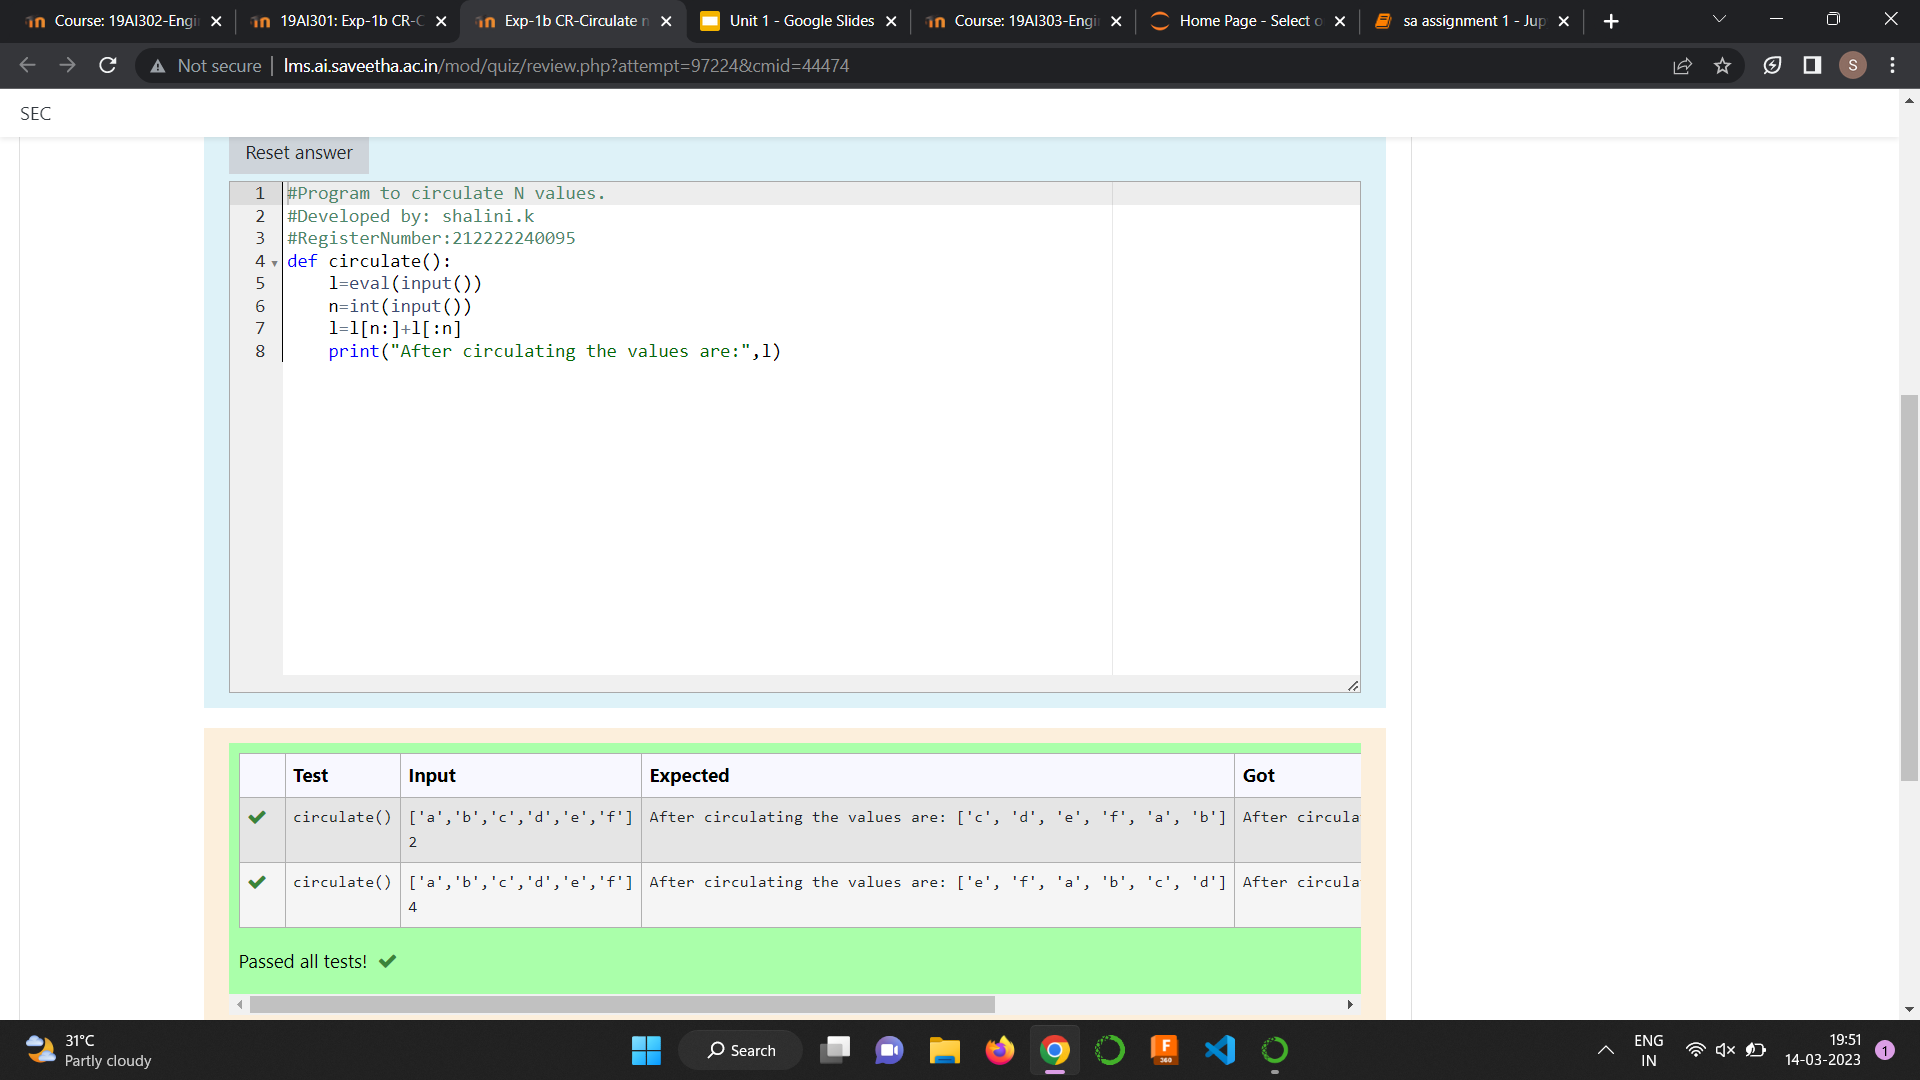 Course: 19AI302-Engi
19AI301: Exp-1b CR-C
Exp-1b CR-Circulate n
Unit 1 - Google Slides
Course: 19AI303-Engi
Home Page - Select o
sa assignment 1 - Jup
Not secure
lms.ai.saveetha.ac.in/mod/quiz/review.php?attempt=97224&cmid=44474
S
SEC
Reset answer
1 #Program to circulate N values.
2 #Developed by: shalini.k
3 #RegisterNumber:212222240095
4 def circulate():
5 l=eval(input())
6 n=int(input())
7 l=l[n:]+l[:n]
8 print("After circulating the values are:",l)
Test Input Expected Got
circulate() ['a','b','c','d','e','f'] After circulating the values are: ['c', 'd', 'e', 'f', 'a', 'b'] After circula
2
circulate() ['a','b','c','d','e','f'] After circulating the values are: ['e', 'f', 'a', 'b', 'c', 'd'] After circula
4
Passed all tests!
31°C
Partly cloudy
Search
F
360
ENG
IN
19:51
14-03-2023
1